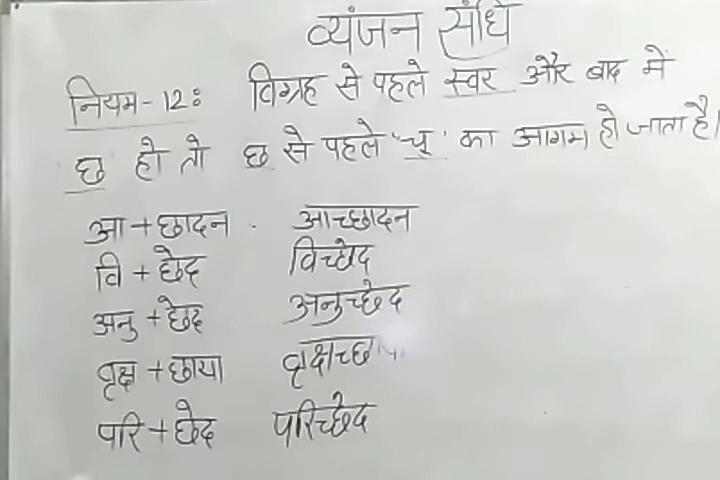 व्यंजन संधि
नियम-12: विग्रह से पहले स्वर और बाद में
छ हो तो छ से पहले "च्" का आगम हो जाता है।
आ + छादन . आच्छादन
वि + छेद विच्छेद
अनु + छेद अनुच्छेद
वृक्ष + छाया वृक्षच्छाया
परि + छेद परिच्छेद